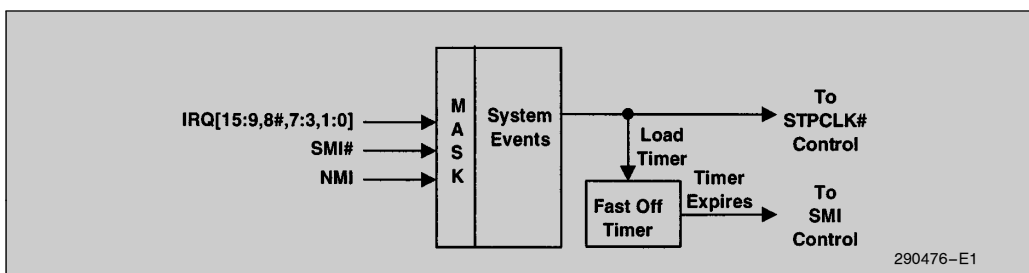 IRQ[15:9,8#,7:3,1:0]
SMI#
NMI
M
A
S
K
System
Events
Load
Timer
To
STPCLK#
Control
Fast Off
Timer
Timer
Expires
To
SMI
Control
290476–E1